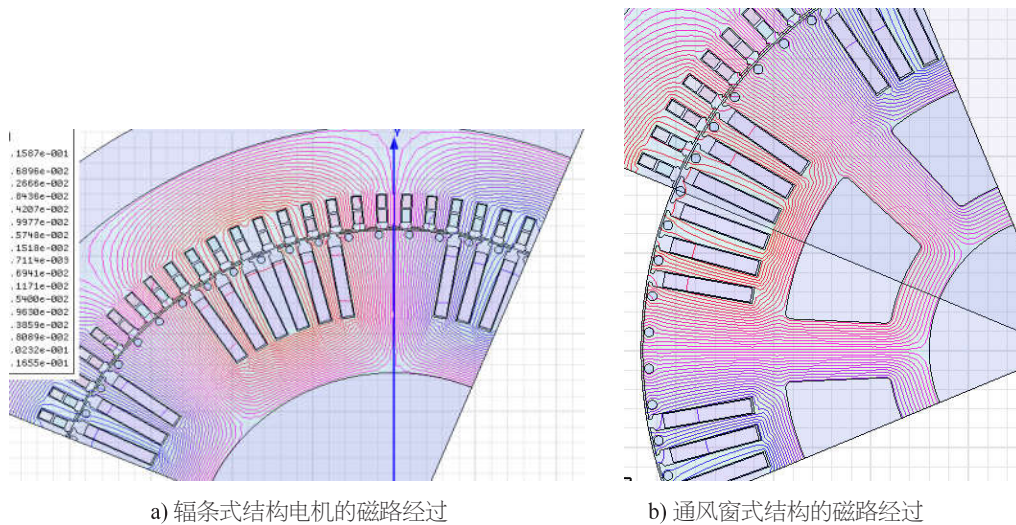 .1587e-001
.6896e-002
.2666e-002
.8436e-002
.4207e-002
.9977e-002
.5748e-002
.1518e-002
.7114e-003
.6941e-002
.1171e-002
.5400e-002
.9630e-002
.3859e-002
.8089e-002
.0232e-001
.1655e-001
a) 辐条式结构电机的磁路经过
b) 通风窗式结构的磁路经过